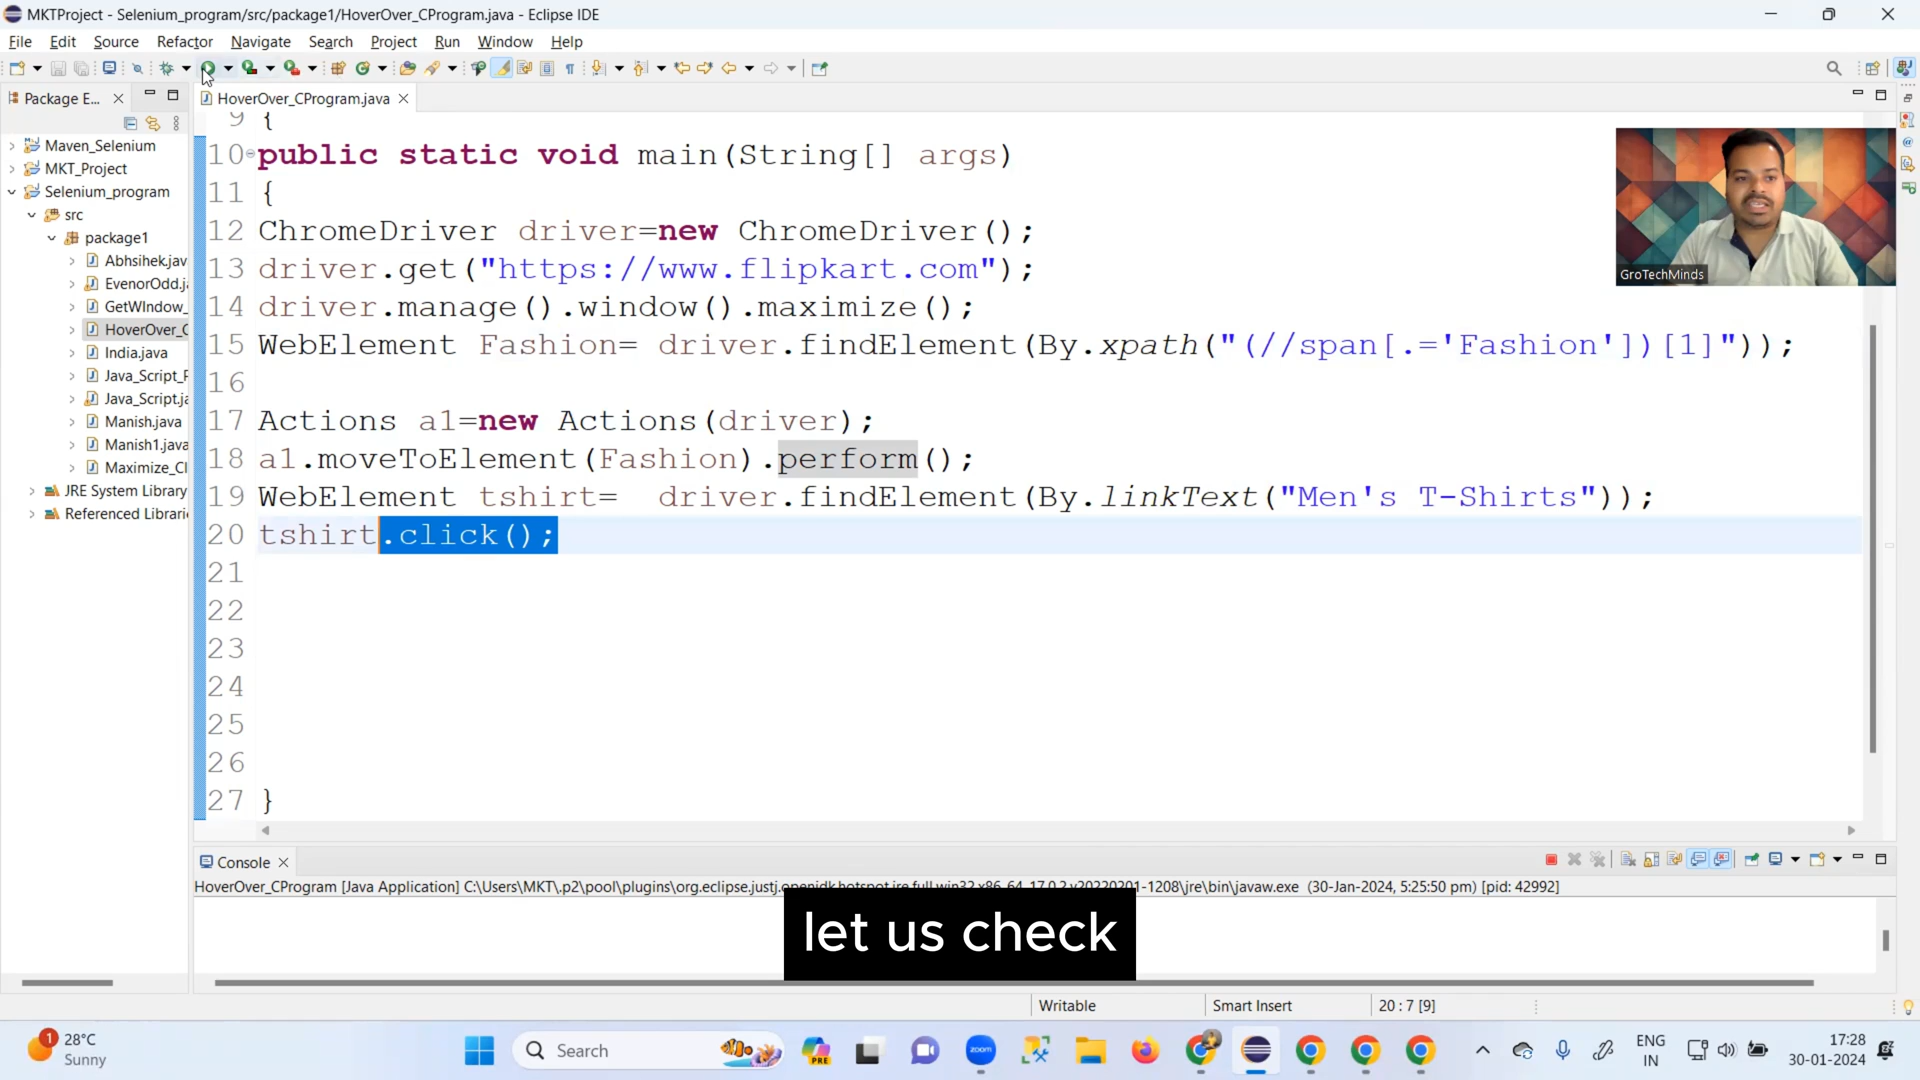 MKTProject - Selenium_program/src/package1/HoverOver_CProgram.java - Eclipse IDE
File Edit Source Refactor Navigate Search Project Run Window Help
Package E...
HoverOver_CProgram.java
Maven_Selenium
MKT_Project
Selenium_program
src
package1
Abhsihek.jav
EvenorOdd.j
GetWIndow_
HoverOver_C
India.java
Java_Script_F
Java_Script.ja
Manish.java
Manish1.java
Maximize_Cl
JRE System Library
Referenced Librari
9 {
10 public static void main(String[] args)
11 {
12 ChromeDriver driver=new ChromeDriver();
13 driver.get("https://www.flipkart.com");
14 driver.manage().window().maximize();
15 WebElement Fashion= driver.findElement(By.xpath("(//span[.='Fashion'])[1]"));
16
17 Actions a1=new Actions(driver);
18 a1.moveToElement(Fashion).perform();
19 WebElement tshirt= driver.findElement(By.linkText("Men's T-Shirts"));
20 tshirt.click();
21
22
23
24
25
26
27 }
GroTechMinds
Console
HoverOver_CProgram [Java Application] C:\Users\MKT\.p2\pool\plugins\org.eclipse.justj.openjdk.hotspot.jre.full.win32.x86_64_17.0.2.v20220201-1208\jre\bin\javaw.exe (30-Jan-2024, 5:25:50 pm) [pid: 42992]
let us check
Writable
Smart Insert
20 : 7 [9]
1
28°C
Sunny
Search
PRE
zoom
ENG
IN
17:28
30-01-2024